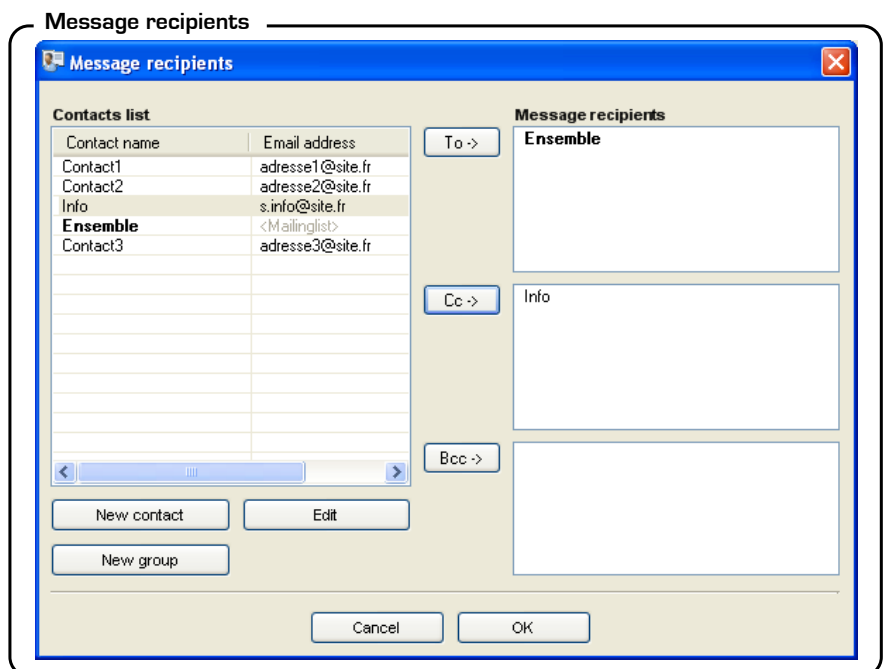 Message recipients
Message recipients
Contacts list
Contact name Email address
Contact1 adresse1@site.fr
Contact2 adresse2@site.fr
Info s.info@site.fr
Ensemble <Mailinglist>
Contact3 adresse3@site.fr
New contact Edit
New group
To ->
Cc ->
Bcc ->
Message recipients
Ensemble
Info
Cancel OK